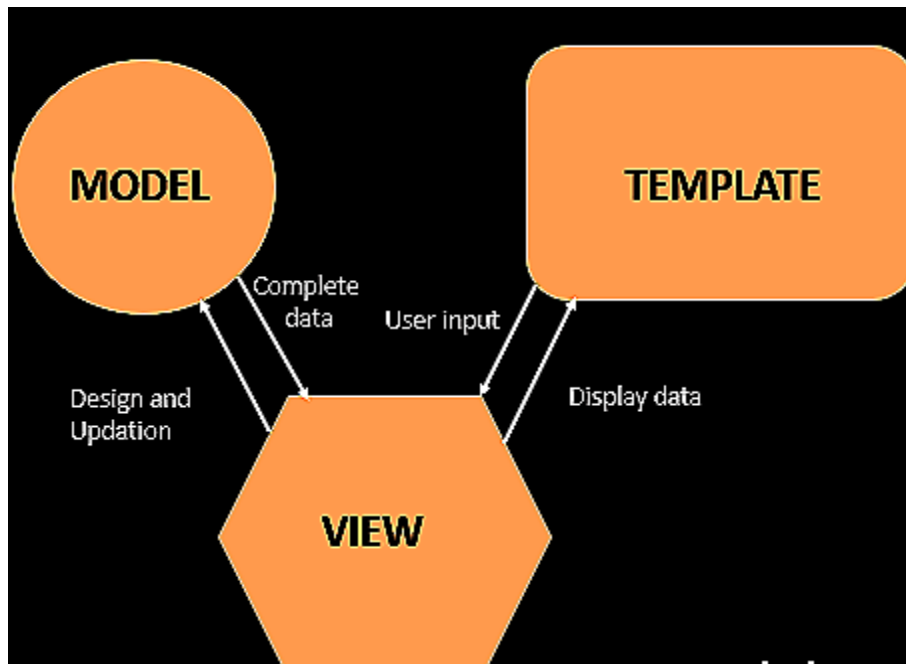 MODEL
TEMPLATE
Complete
data
User input
Design and
Updation
Display data
VIEW